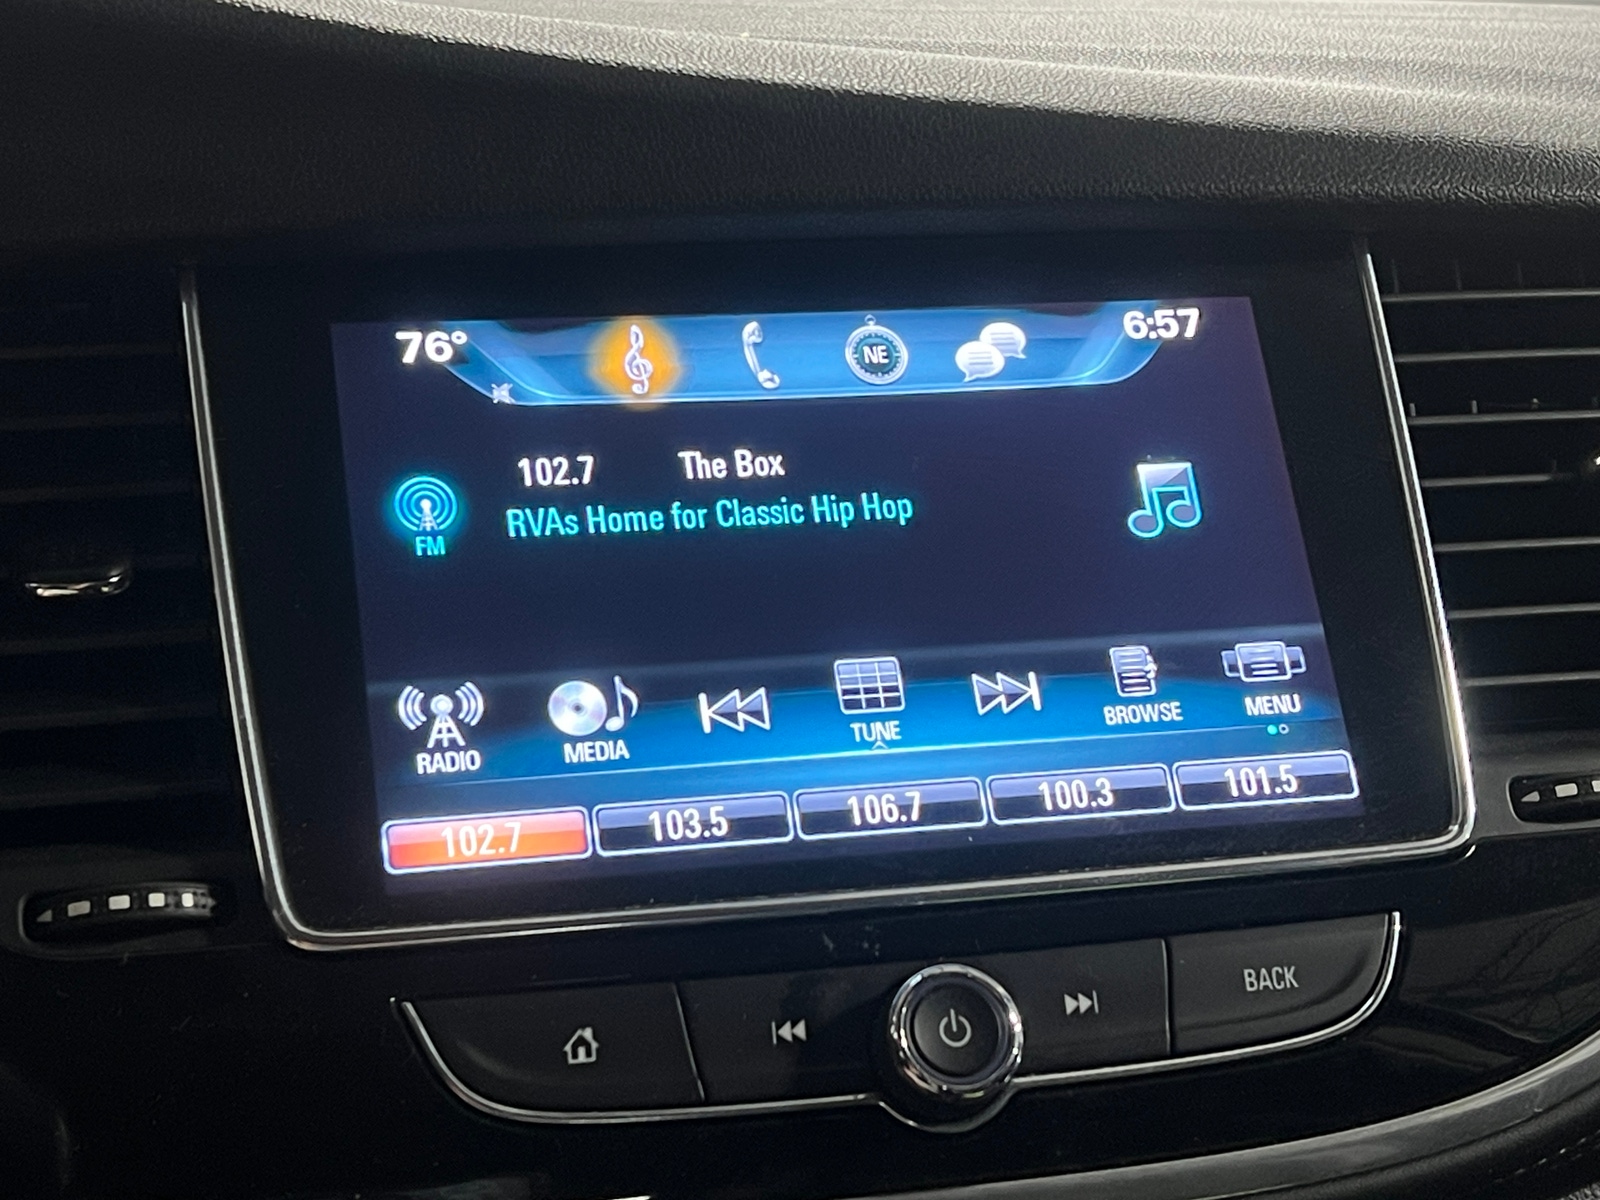 76° 6:57
NE
102.7 The Box
RVAs Home for Classic Hip Hop
FM
RADIO MEDIA TUNE BROWSE MENU
102.7 103.5 106.7 100.3 101.5
BACK